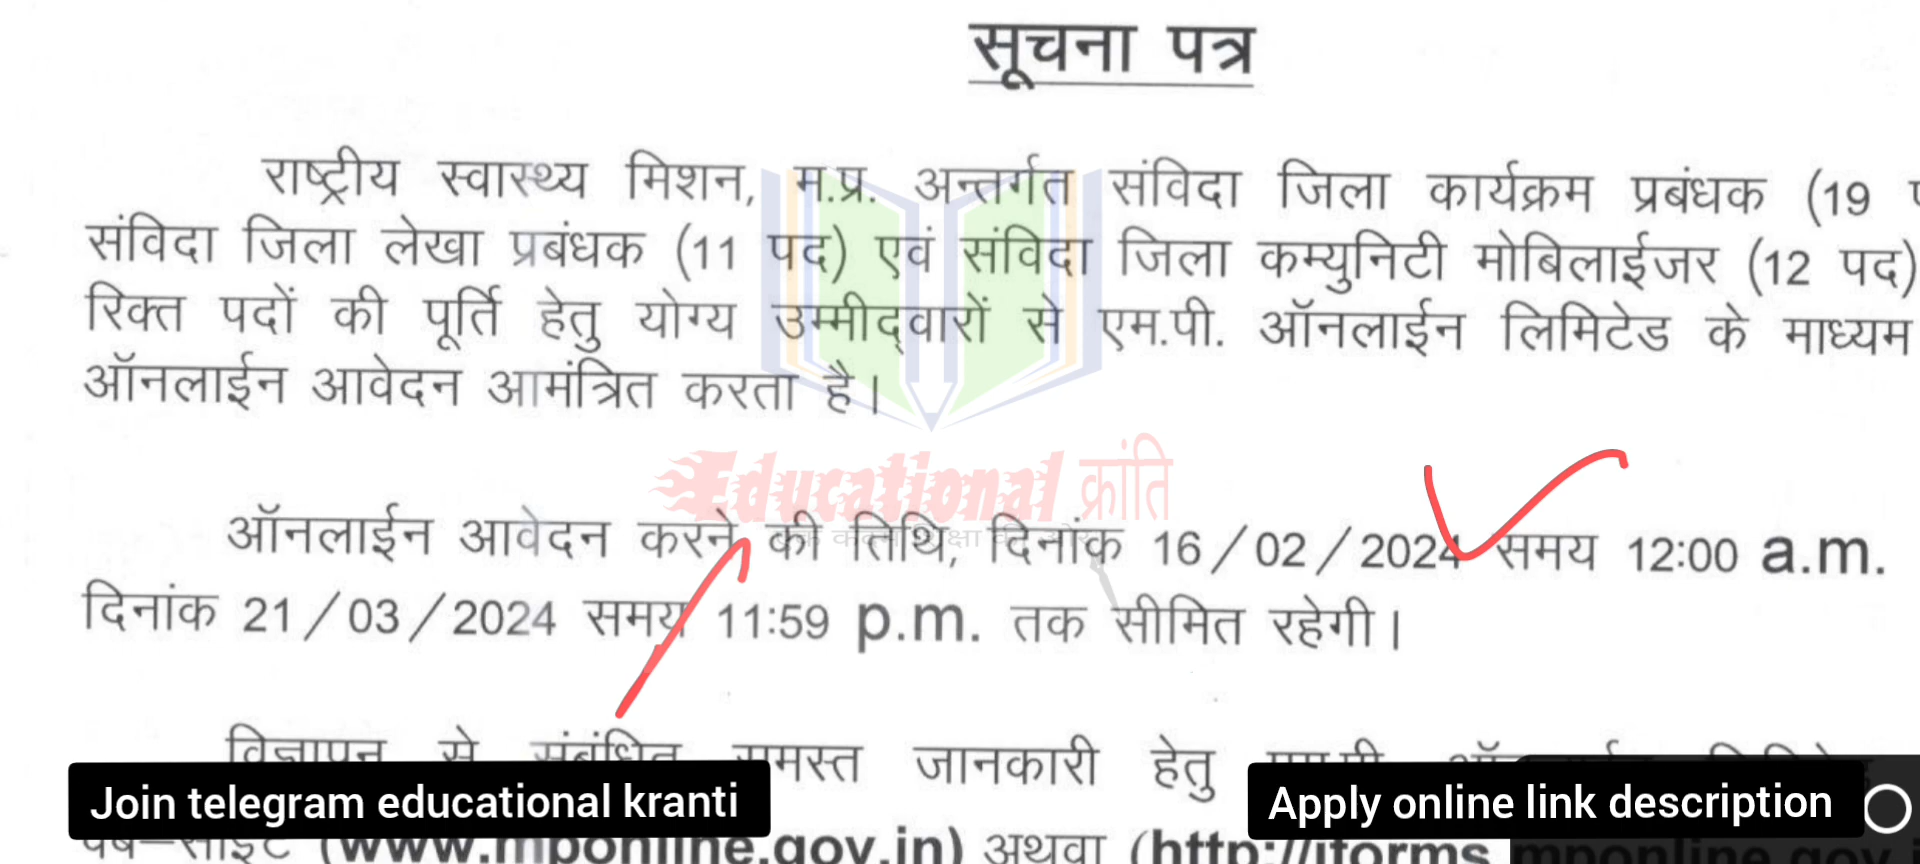 सूचना पत्र
राष्ट्रीय स्वास्थ्य मिशन, म.प्र. अन्तर्गत संविदा जिला कार्यक्रम प्रबंधक (19
संविदा जिला लेखा प्रबंधक (11 पद) एवं संविदा जिला कम्युनिटी मोबिलाईजर (12 पद)
रिक्त पदों की पूर्ति हेतु योग्य उम्मीद्वारों से एम.पी. ऑनलाईन लिमिटेड के माध्यम
ऑनलाईन आवेदन आमंत्रित करता है।
Educational क्रांति
ऑनलाईन आवेदन करने की तिथि, दिनांक 16/02/2024 समय 12:00 a.m.
दिनांक 21/03/2024 समय 11:59 p.m. तक सीमित रहेगी।
विज्ञापन से संबंधित समस्त जानकारी हेतु
Join telegram educational kranti
Apply online link description
(www.mponline.gov.in) अथवा (http://iforms.mponline.gov.i